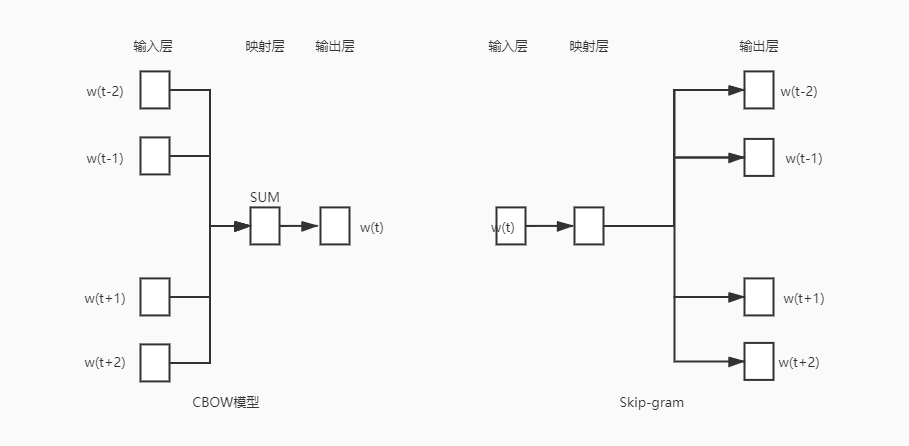 输入层 映射层 输出层
w(t-2)
w(t-1)
SUM
w(t)
w(t+1)
w(t+2)
CBOW模型
输入层 映射层 输出层
w(t-2)
w(t-1)
w(t)
w(t+1)
w(t+2)
Skip-gram